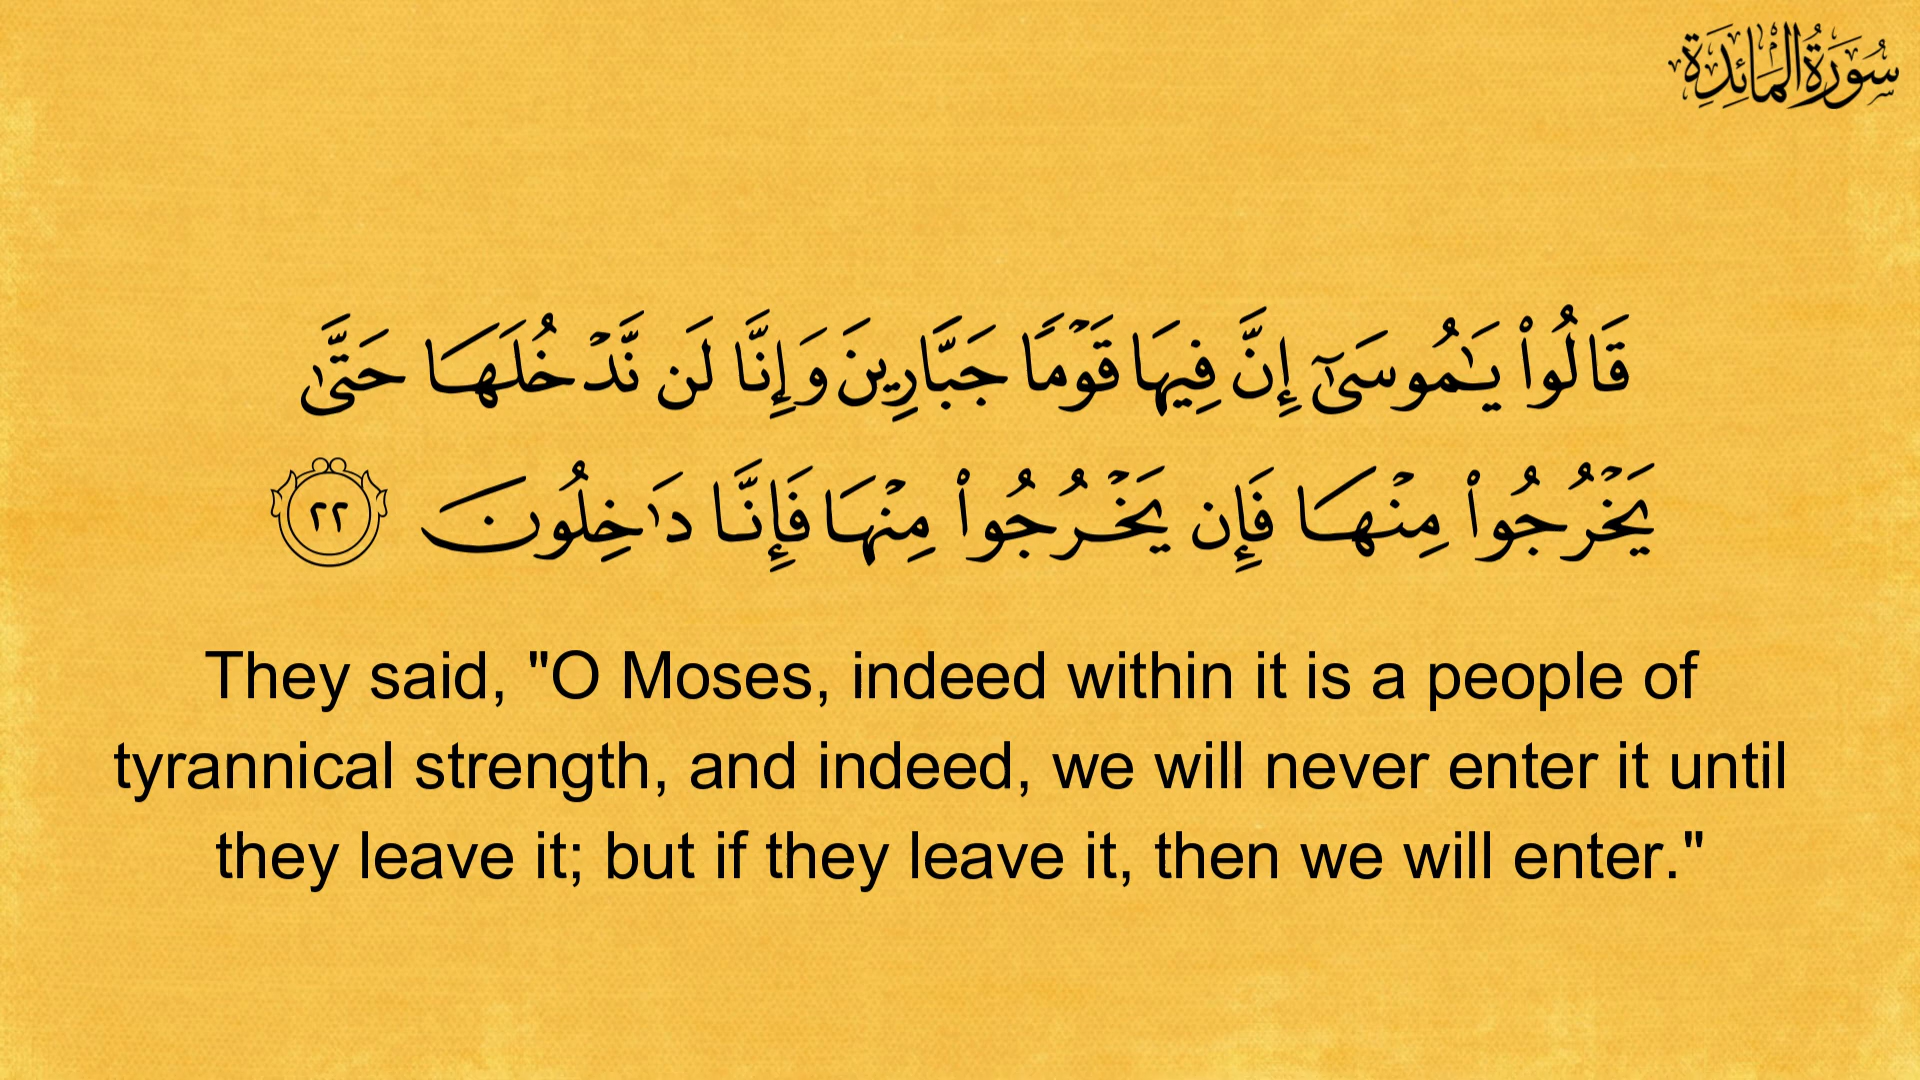 سُورَةُ الْمَائِدَةِ
قَالُوا۟ يَـٰمُوسَىٰٓ إِنَّ فِيهَا قَوْمًا جَبَّارِينَ وَإِنَّا لَن نَّدْخُلَهَا حَتَّىٰ
يَخْرُجُوا۟ مِنْهَا فَإِن يَخْرُجُوا۟ مِنْهَا فَإِنَّا دَٰخِلُونَ ٢٢
They said, "O Moses, indeed within it is a people of
tyrannical strength, and indeed, we will never enter it until
they leave it; but if they leave it, then we will enter."